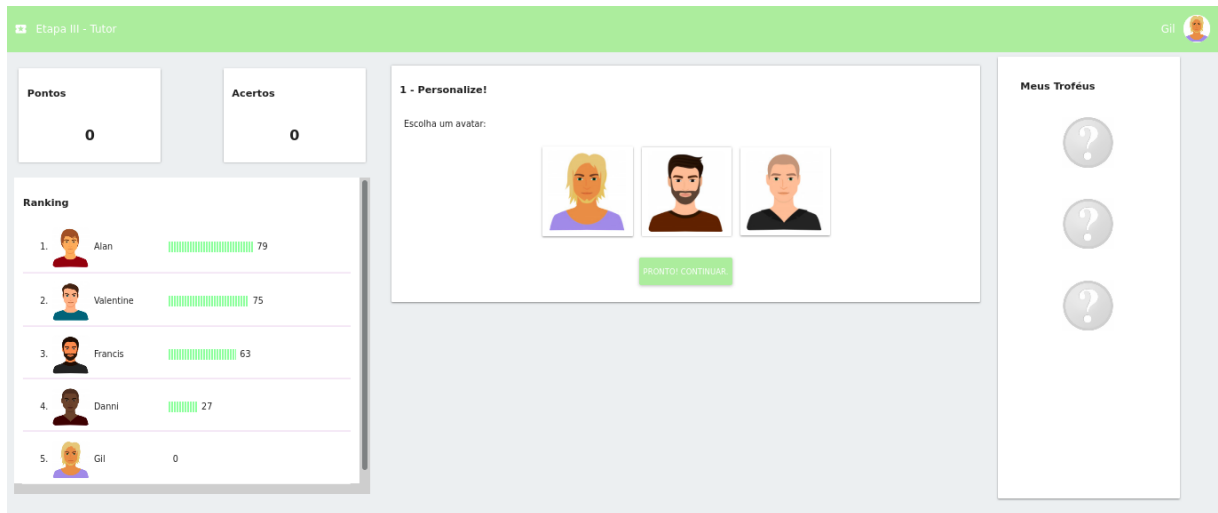 Etapa III - Tutor
Gil
Pontos
0
Acertos
0
Ranking
1. Alan 79
2. Valentine 75
3. Francis 63
4. Danni 27
5. Gil 0
1 - Personalize!
Escolha um avatar:
PRONTO! CONTINUAR.
Meus Troféus
?
?
?